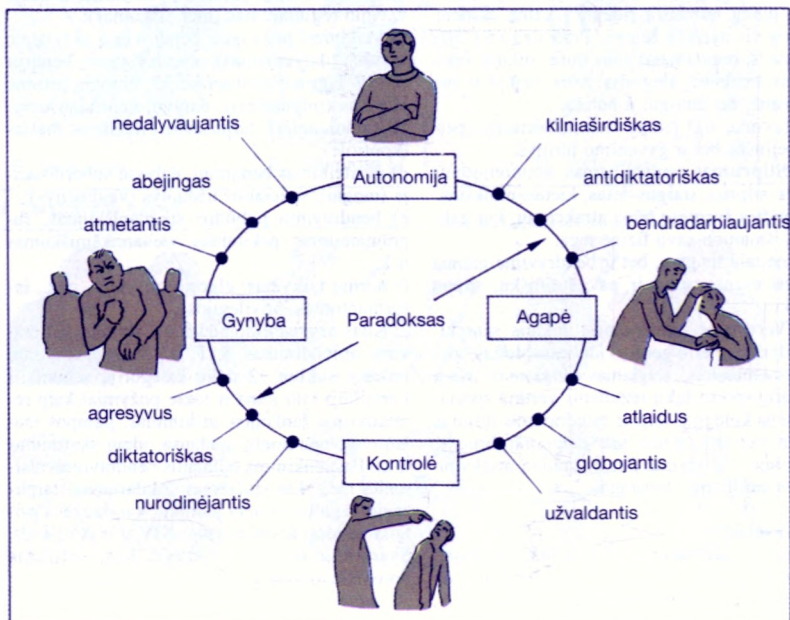 nedalyvaujantis
kilniaširdiškas
Autonomija
abejingas
antidiktatoriškas
atmetantis
bendradarbiaujantis
Gynyba
Paradoksas
Agapė
agresyvus
atlaidus
diktatoriškas
globojantis
Kontrolė
nurodinėjantis
užvaldantis